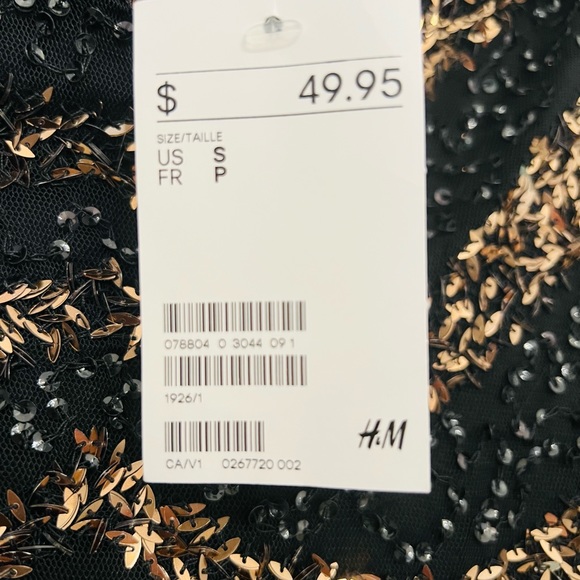 $ 49.95
SIZE/TAILLE
US S
FR P
078804 0 3044 09 1
1926/1
CA/V1 0267720 002
H&M